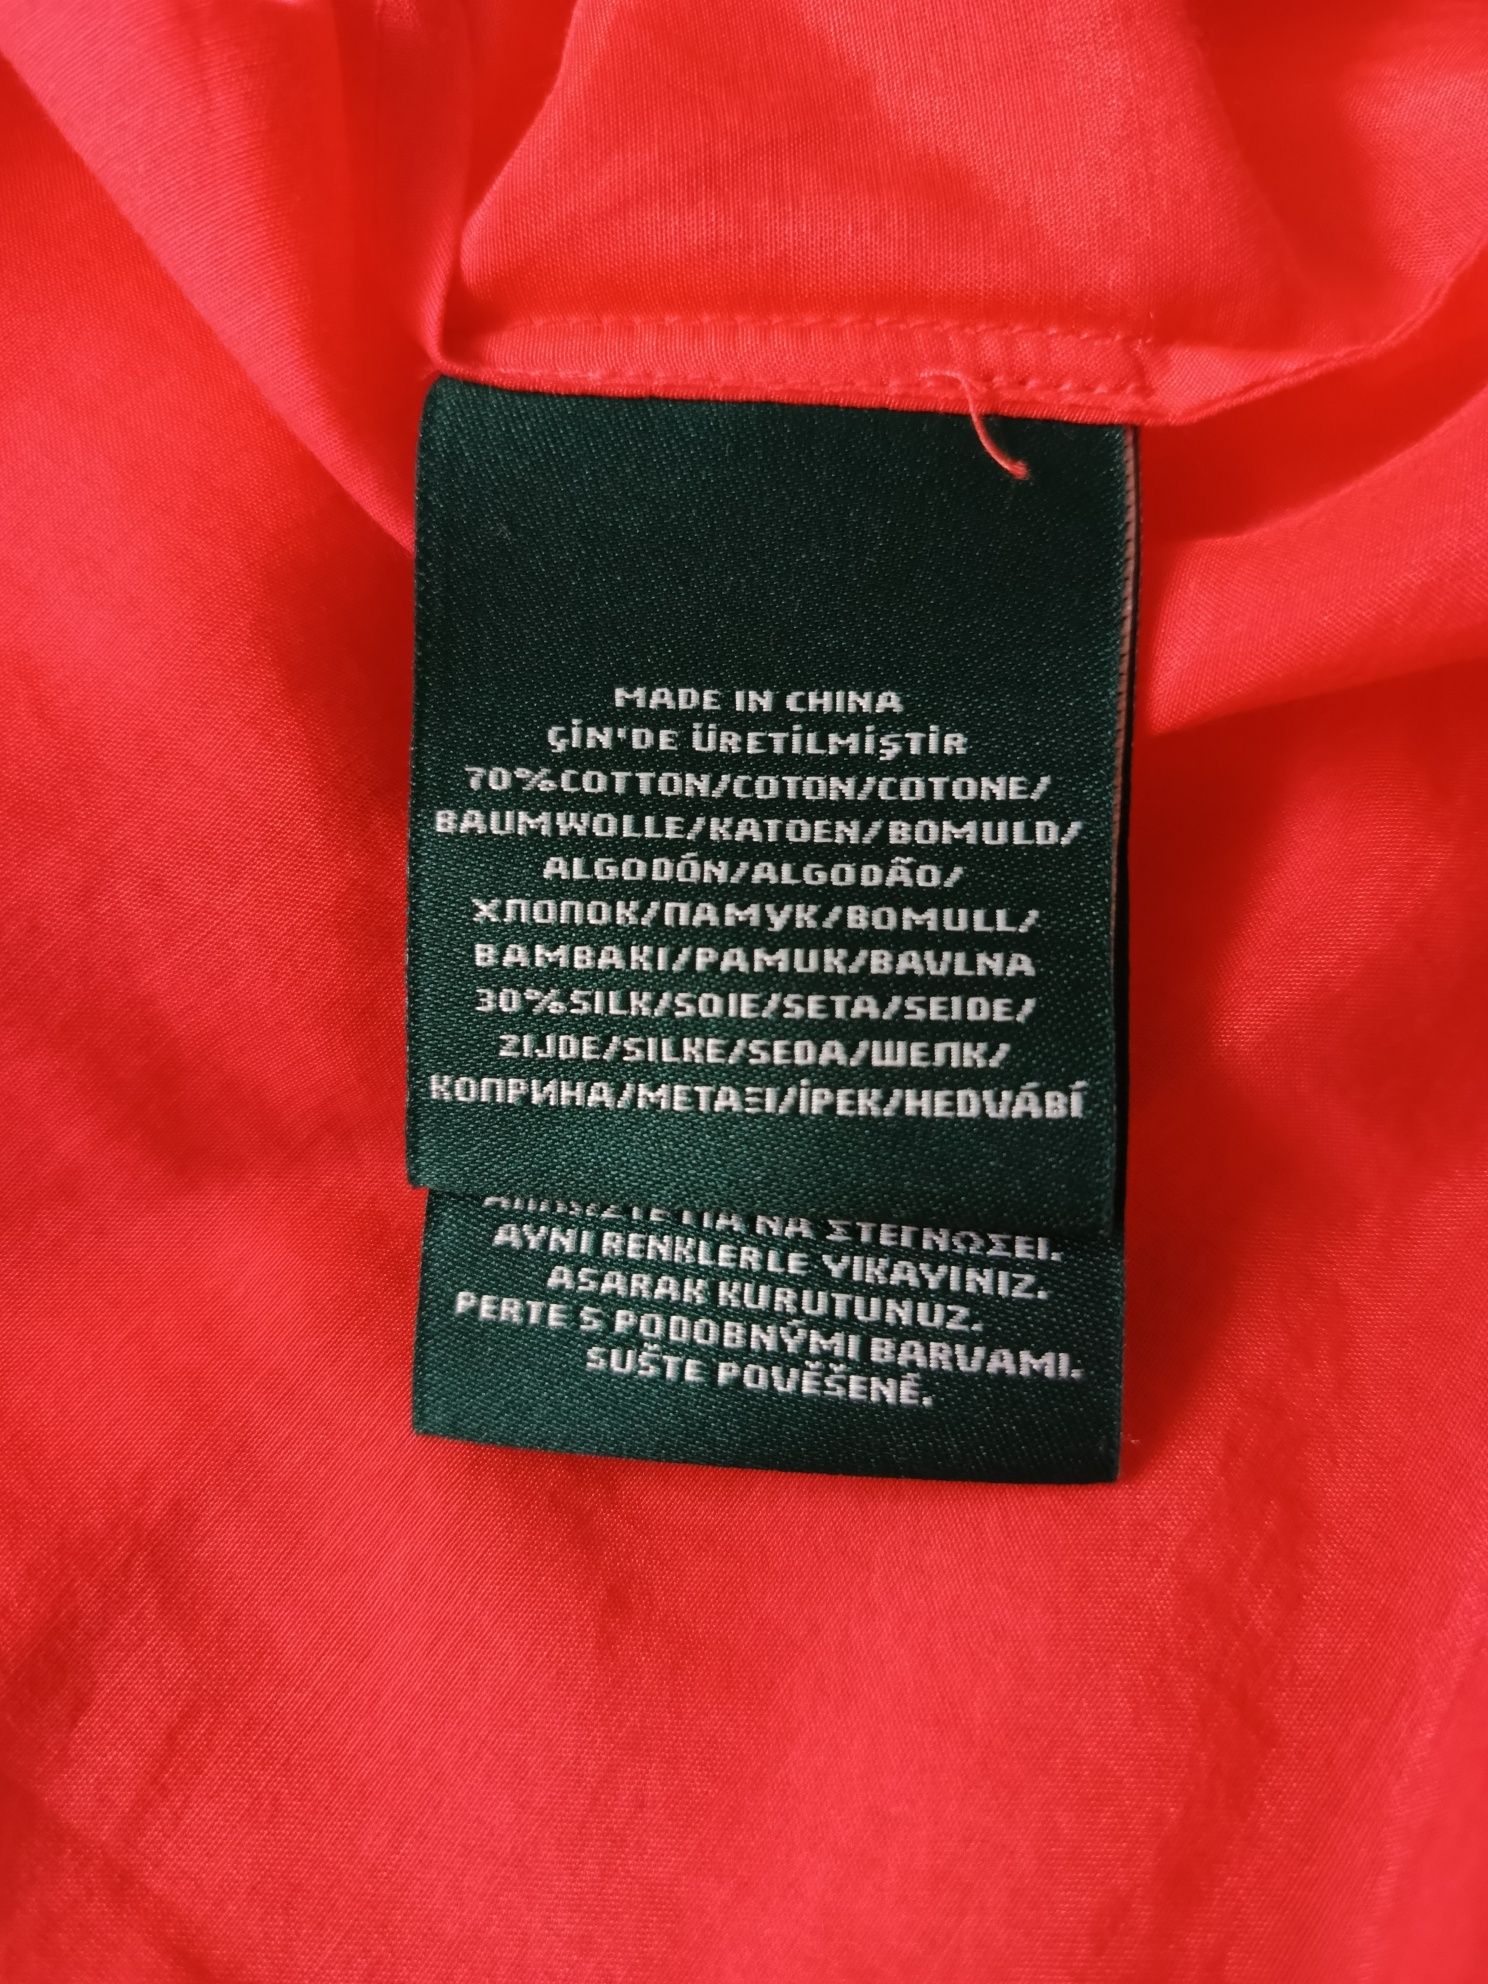 MADE IN CHINA
ÇİN'DE ÜRETİLMİŞTİR
70%COTTON/COTON/COTONE/
BAUMWOLLE/KATOEN/BOMULD/
ALGODÓN/ALGODÃO/
ХЛОПОК/ПАМУК/BOMULL/
BAMBAKI/PAMUK/BAVLNA
30%SILK/SOIE/SETA/SEIDE/
ZIJDE/SILKE/SEDA/ШЕЛК/
КОПРИНА/ΜΕΤΑΞΙ/İPEK/HEDVÁBÍ
ΝΑ ΣΤΕΓΝΩΣΕΙ.
AYNI RENKLERLE YIKAYINIZ.
ASARAK KURUTUNUZ.
PERTE S PODOBNÝMI BARVAMI.
SUŠTE POVĚŠENÉ.